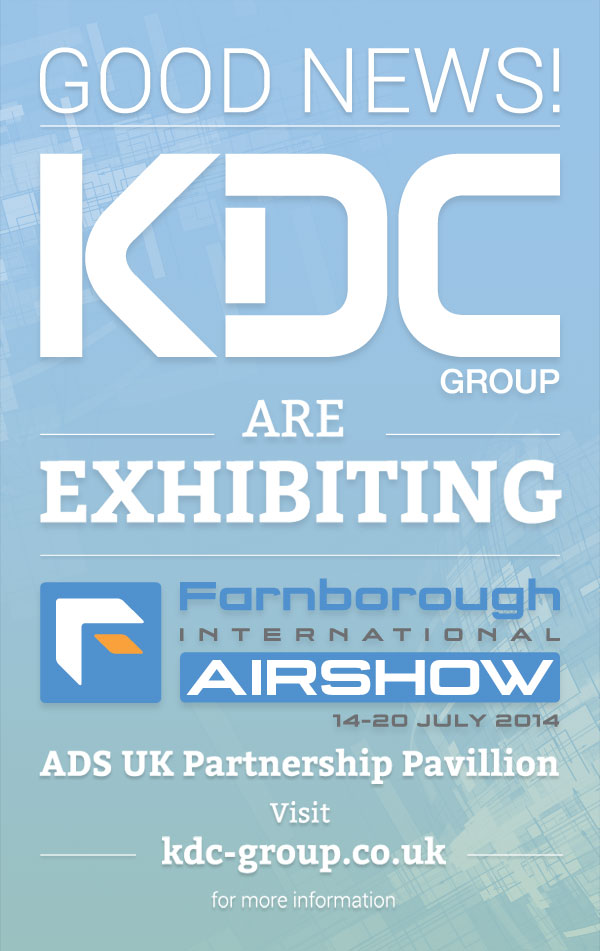 GOOD NEWS!
KDC
GROUP
ARE
EXHIBITING
Farnborough
INTERNATIONAL
AIRSHOW
14-20 JULY 2014
ADS UK Partnership Pavillion
Visit
kdc-group.co.uk
for more information